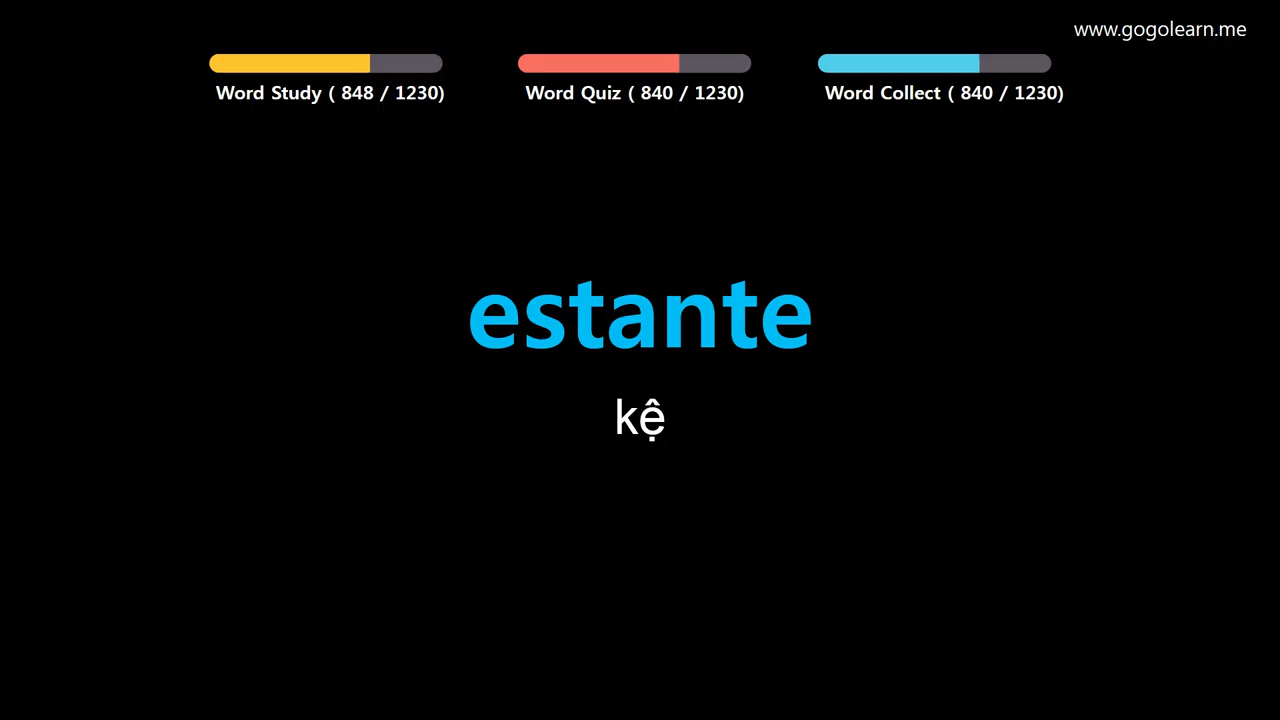 www.gogolearn.me
Word Study ( 848 / 1230)
Word Quiz ( 840 / 1230)
Word Collect ( 840 / 1230)
estante
kệ